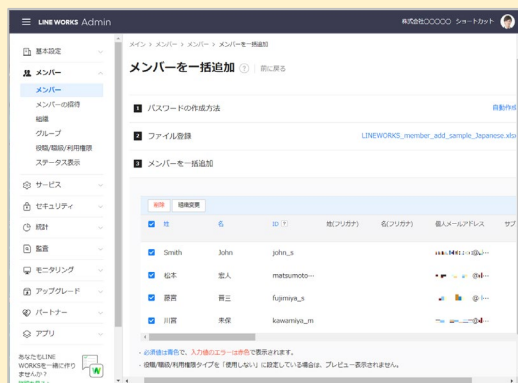 LINE WORKS Admin
株式会社○○○○○ ショートカット
基本設定
メンバー
メンバー
メンバーの招待
組織
グループ
役職/職級/利用権限
ステータス表示
サービス
セキュリティ
統計
監査
モニタリング
アップグレード
パートナー
アプリ
あなたもLINE
WORKSを一緒に作り
ませんか?
メイン > メンバー > メンバー > メンバーを一括追加
メンバーを一括追加 ? 前に戻る
1 パスワードの作成方法 自動作成
2 ファイル登録 LINEWORKS_member_add_sample_Japanese.xlsx
3 メンバーを一括追加
削除 組織変更
姓 名 ID ? 姓(フリガナ) 名(フリガナ) 個人メールアドレス サブ
Smith John john_s
松本 宏人 matsumoto…
藤宮 晋三 fujimiya_s
川宮 未保 kawamiya_m
・必須値は青色で、入力値のエラーは赤色で表示されます。
・役職/職級/利用権限タイプを「使用しない」に設定している場合は、プレビュー表示されません。